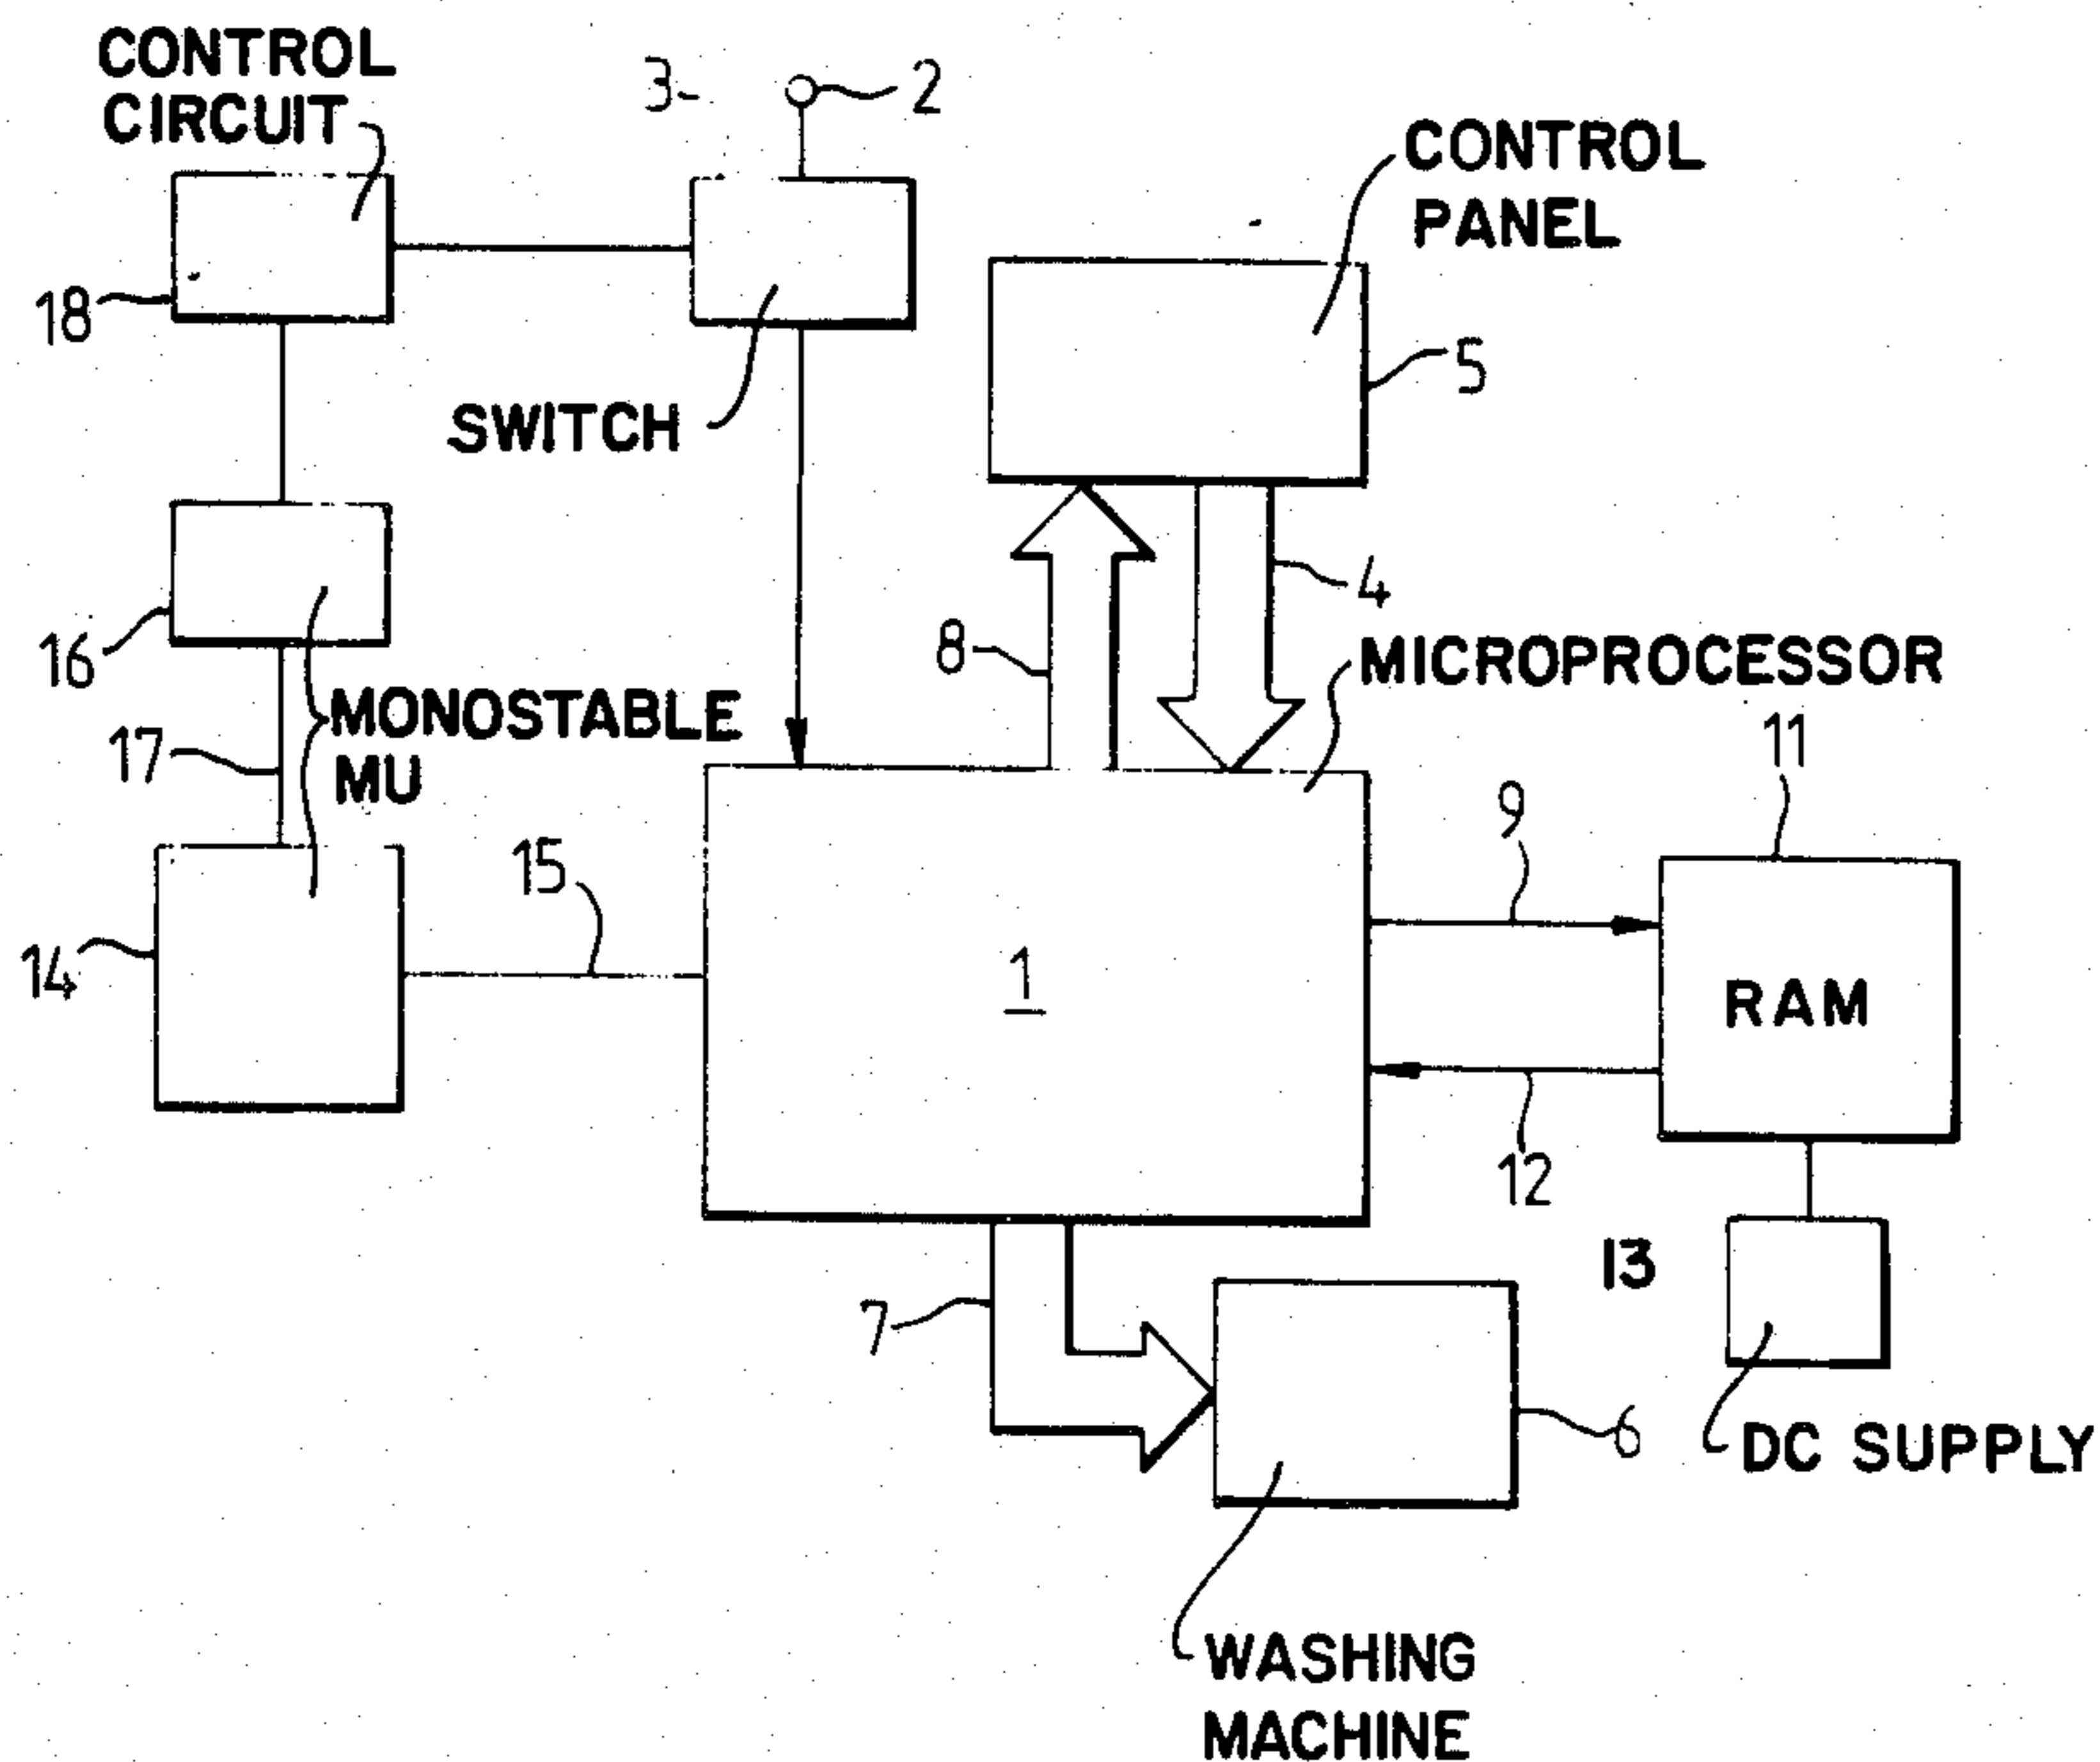 CONTROL
CIRCUIT
3
2
CONTROL
PANEL
18
SWITCH
5
4
16
8
MICROPROCESSOR
MONOSTABLE
MU
17
11
9
15
14
1
RAM
12
13
7
6
DC SUPPLY
WASHING
MACHINE